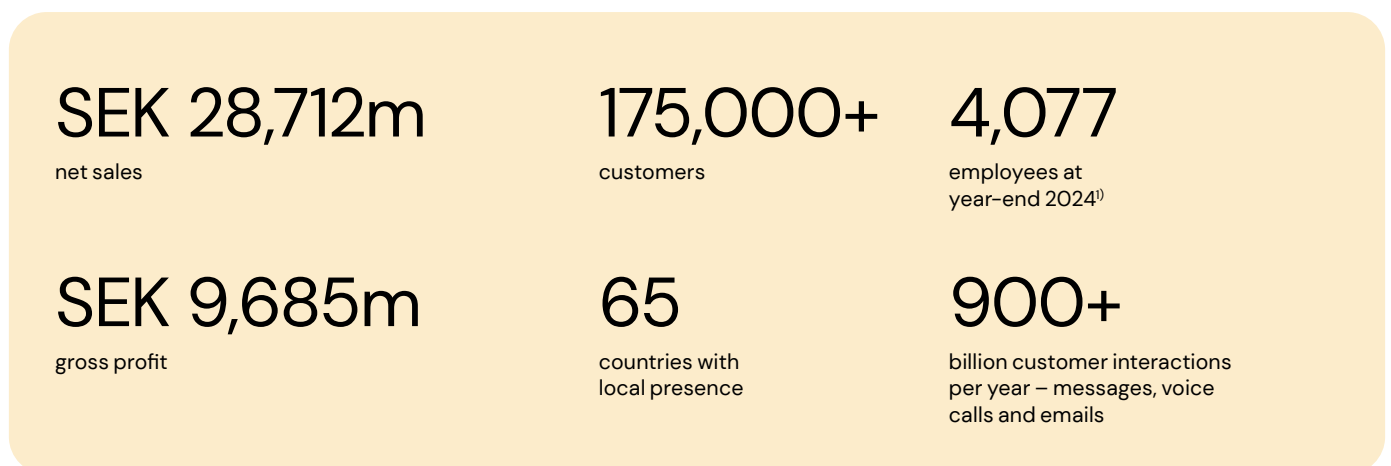 SEK 28,712m
net sales
175,000+
customers
4,077
employees at
year-end 2024¹⁾
SEK 9,685m
gross profit
65
countries with
local presence
900+
billion customer interactions
per year – messages, voice
calls and emails